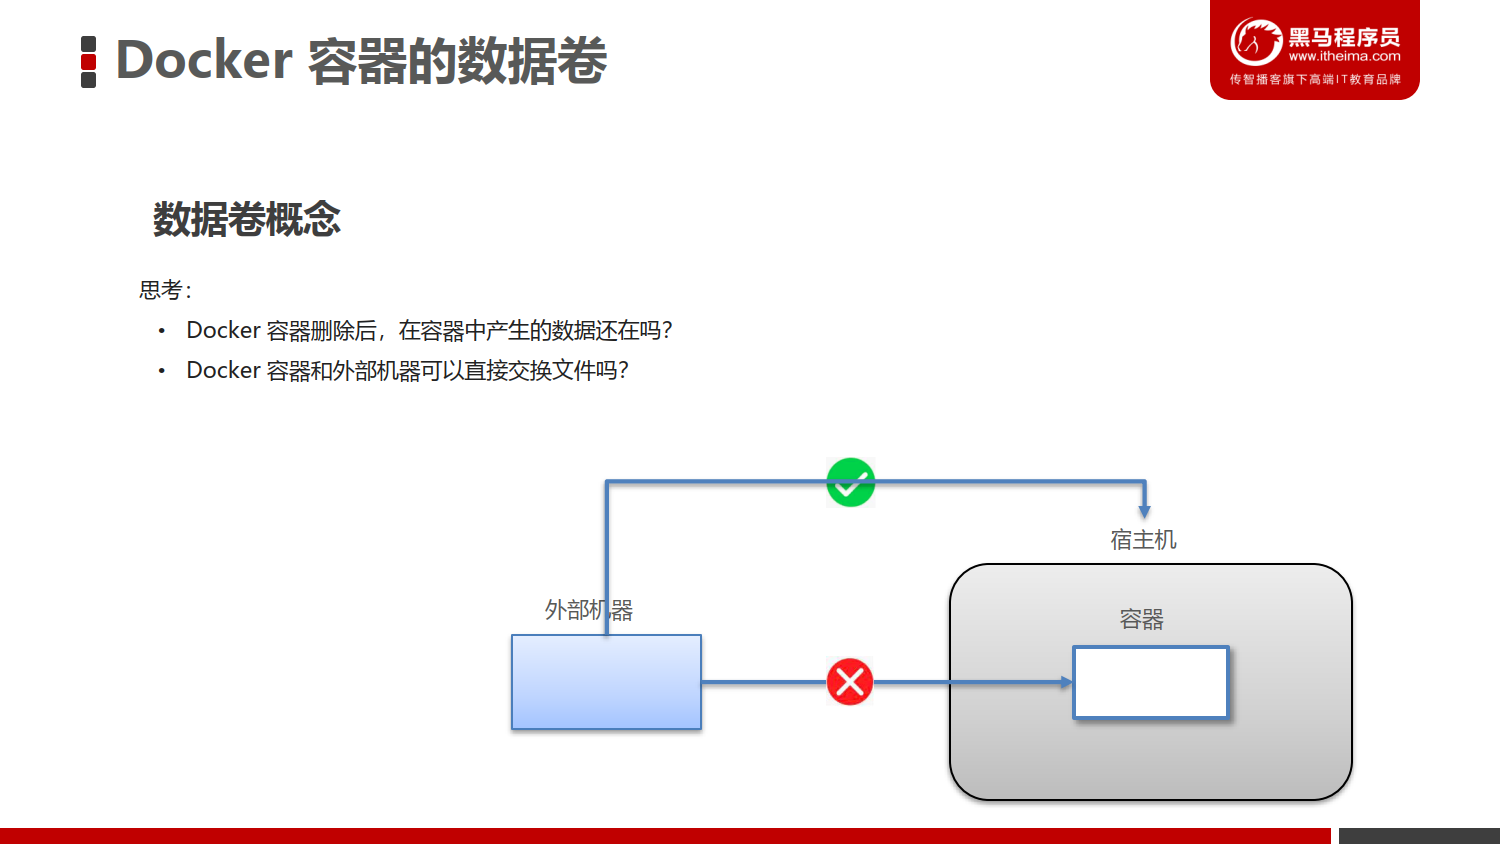 Docker 容器的数据卷
黑马程序员
www.itheima.com
传智播客旗下高端IT教育品牌
数据卷概念
思考：
• Docker 容器删除后，在容器中产生的数据还在吗？
• Docker 容器和外部机器可以直接交换文件吗？
宿主机
外部机器
容器